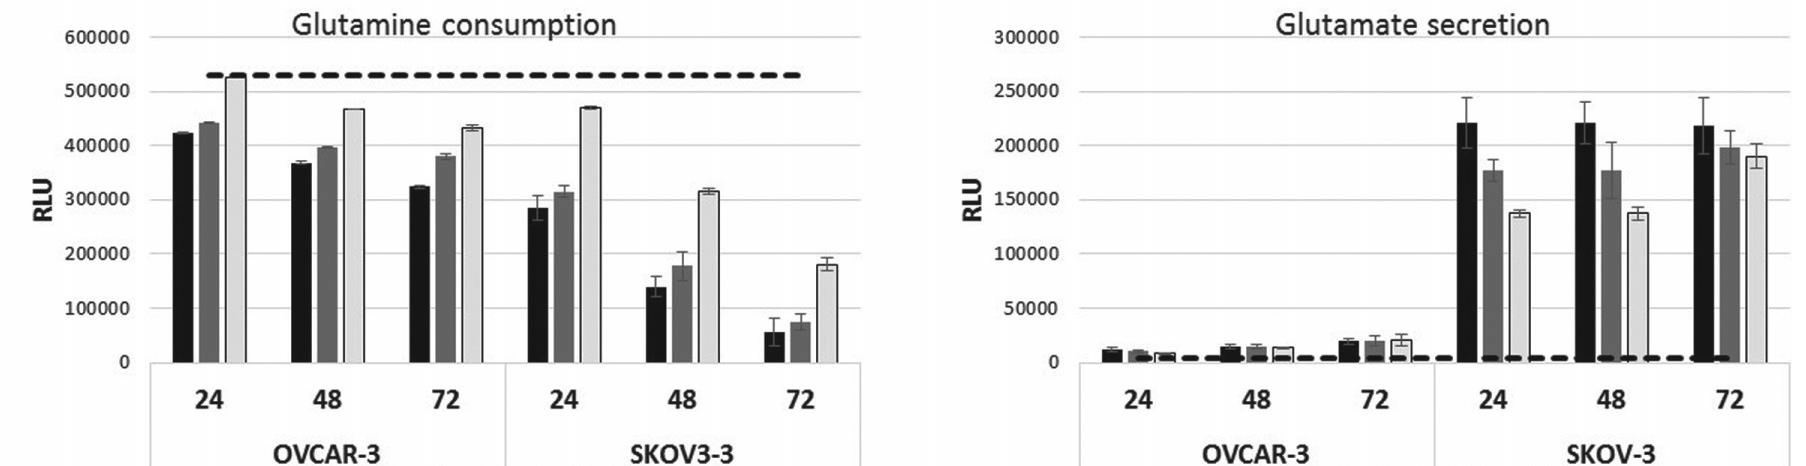 Glutamine consumption
600000
500000
400000
300000
200000
100000
0
RLU
24 48 72 24 48 72
OVCAR-3 SKOV3-3
Glutamate secretion
300000
250000
200000
150000
100000
50000
0
RLU
24 48 72 24 48 72
OVCAR-3 SKOV-3